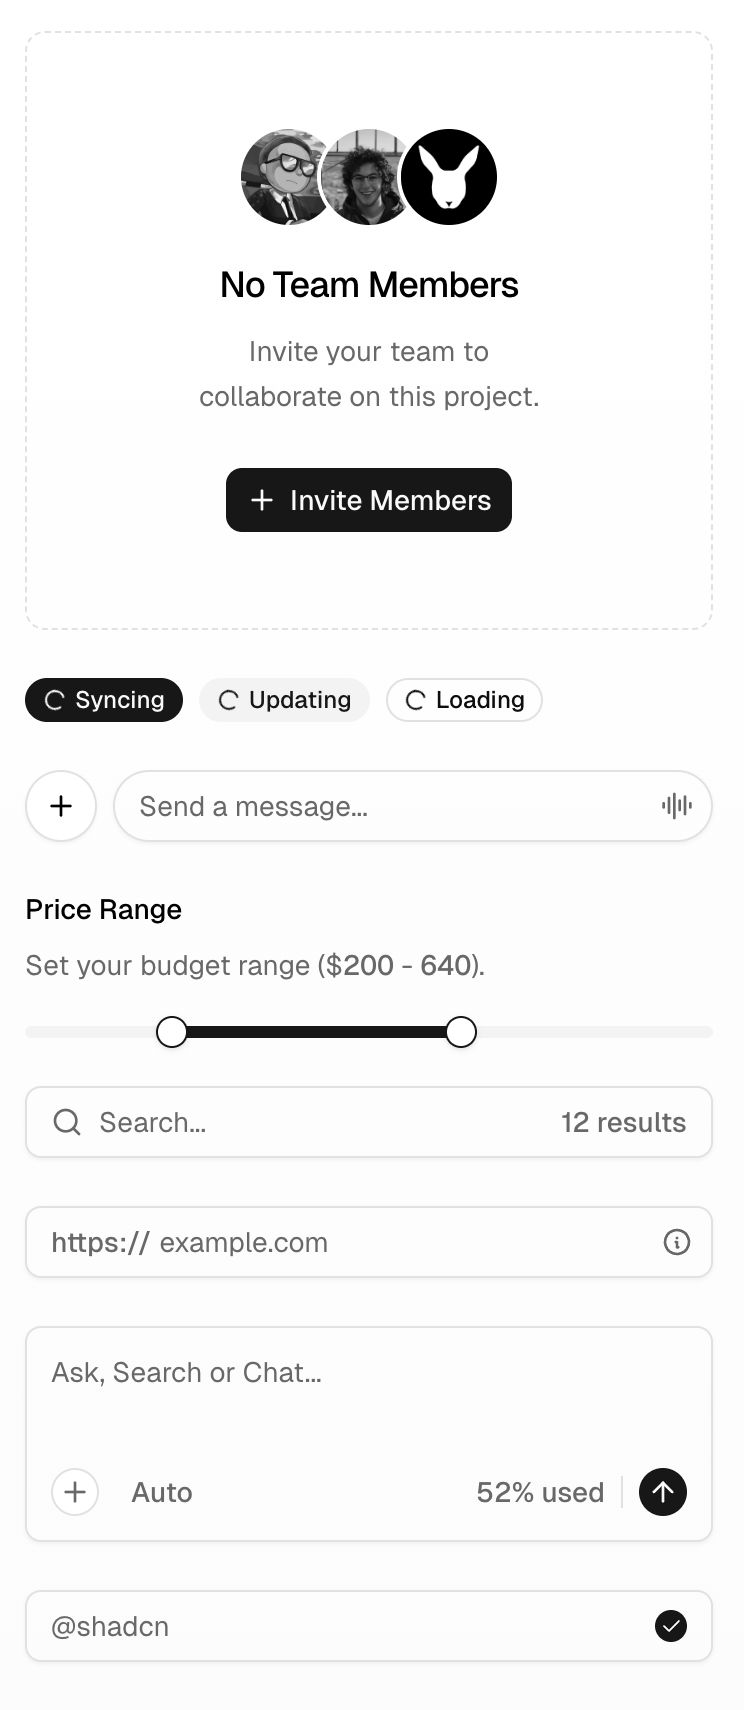 No Team Members
Invite your team to
collaborate on this project.
Invite Members
Syncing Updating Loading
Send a message...
Price Range
Set your budget range ($200 - 640).
Search... 12 results
https:// example.com
Ask, Search or Chat...
Auto 52% used
@shadcn